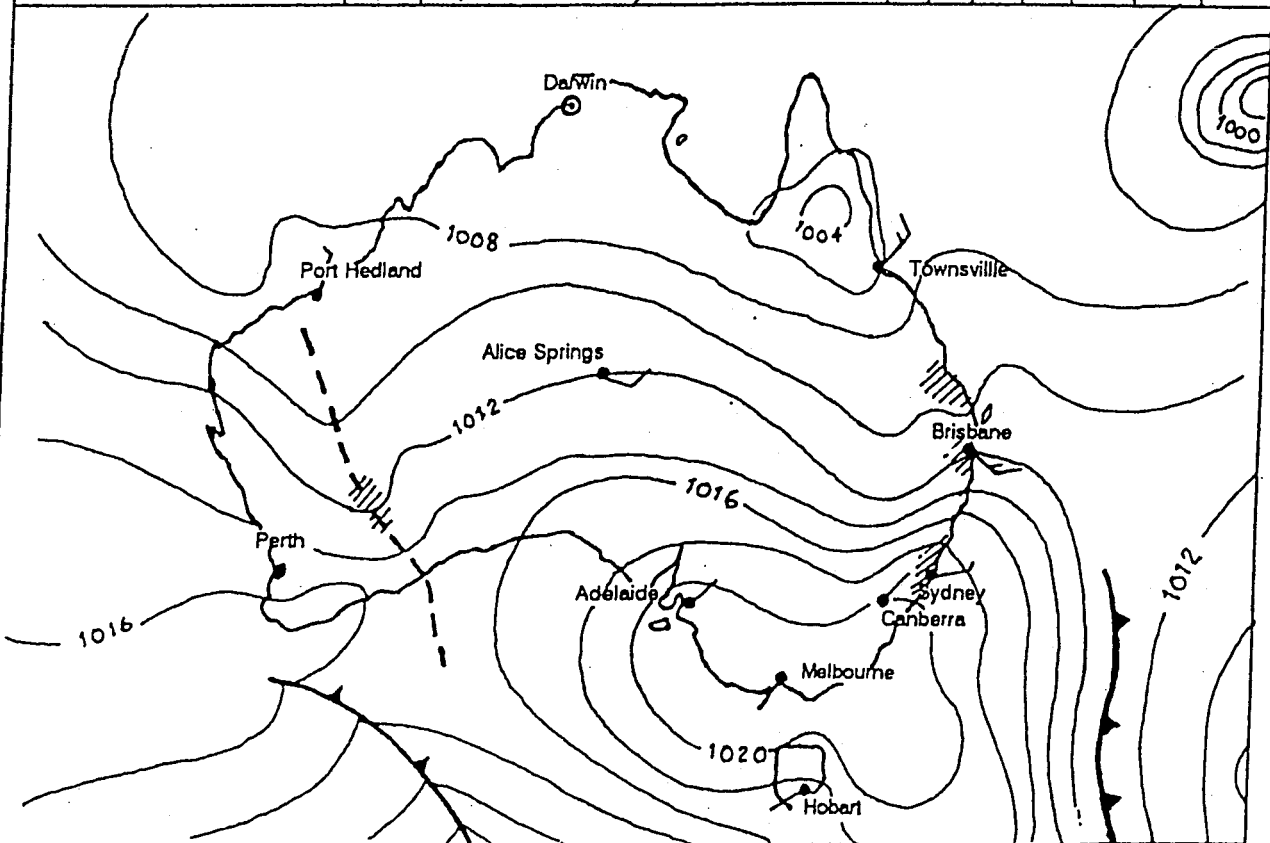 Darwin
1000
1004
1008
Port Hedland
Townsvillle
Alice Springs
1012
Brisbane
1016
Perth
1012
Adelaide
Sydney
Canberra
1016
Melbourne
1020
Hobart